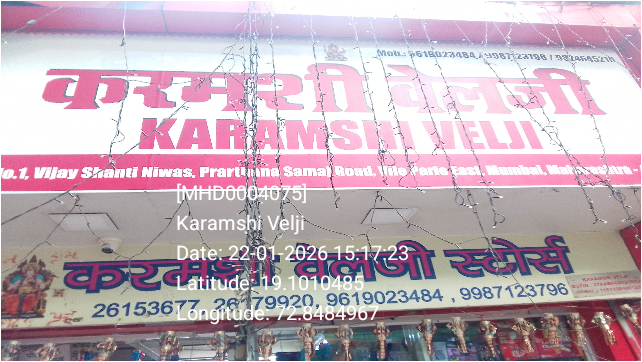 Mob.: 9619023484 / 9987123796 /
करमशी वेलजी
KARAMSHI VELJI
No.1, Vijay Shanti Niwas, Prarthana Samaj Road, Vile Parle East, Mumbai, Maharashtra -
[MHD0004075]
Karamshi Velji
Date: 22-01-2026 15:17:23
करमशी वेलजी स्टोर्स
Latitude: 19.1010485
26153677, 26 79920, 9619023484 , 9987123796
Longitude: 72.8484967